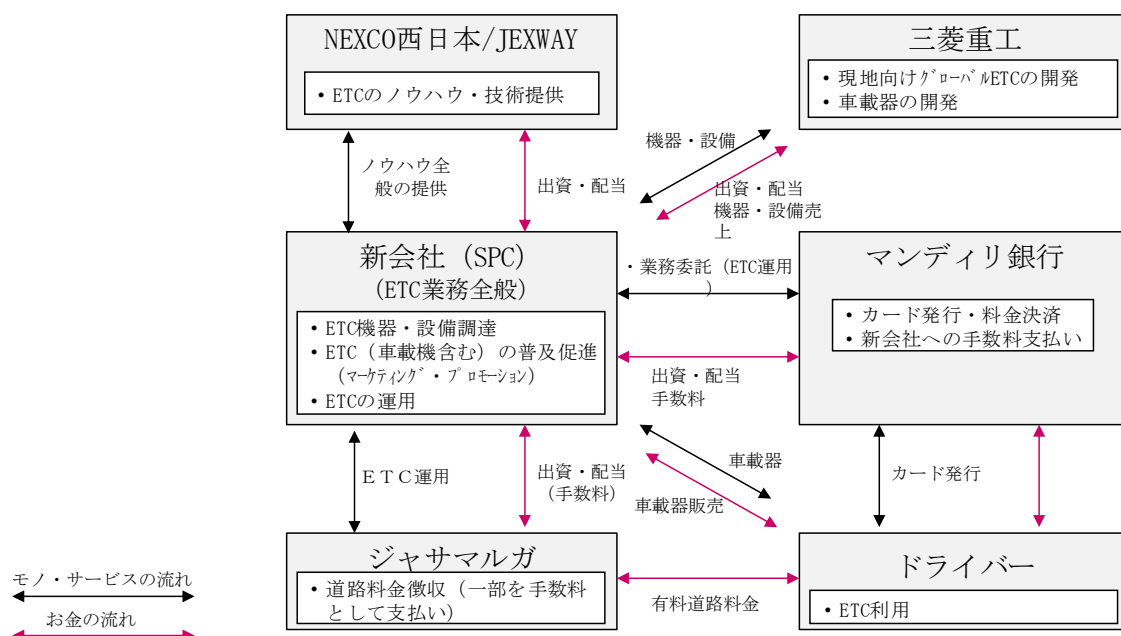 NEXCO西日本/JEXWAY
・ETCのノウハウ・技術提供
三菱重工
・現地向けグローバルETCの開発
・車載器の開発
ノウハウ全
般の提供
出資・配当
機器・設備
出資・配当
機器・設備売
上
新会社（SPC）
（ETC業務全般）
・ETC機器・設備調達
・ETC（車載機含む）の普及促進
（マーケティング・プロモーション）
・ETCの運用
・業務委託（ETC運用
）
出資・配当
手数料
マンディリ銀行
・カード発行・料金決済
・新会社への手数料支払い
ＥＴＣ運用
出資・配当
（手数料）
車載器
車載器販売
カード発行
ジャサマルガ
・道路料金徴収（一部を手数料
として支払い）
有料道路料金
ドライバー
・ETC利用
モノ・サービスの流れ
お金の流れ